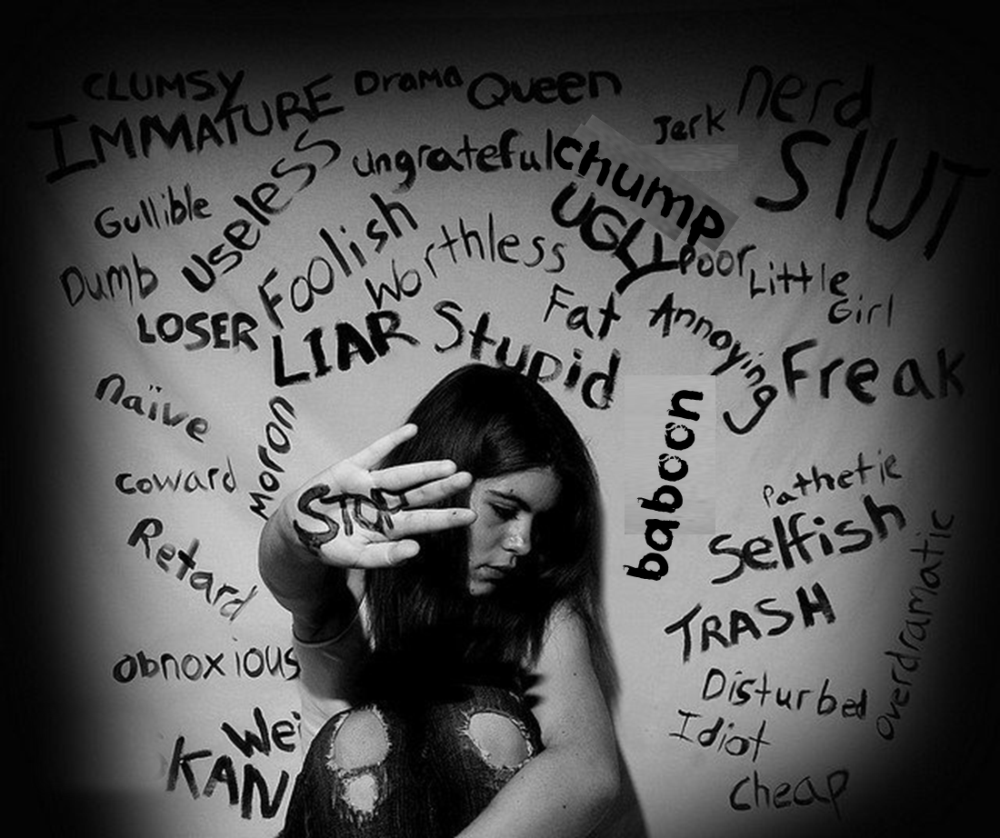 CLUMSY
Drama Queen
nerd
IMMATURE
Jerk
SlUT
ungrateful
chump
useless
Gullible
UGLY
Foolish
Worthless
Poor Little Girl
Dumb
Fat
Annoying
LOSER
LIAR
Stupid
Freak
Naïve
Moron
baboon
coward
Pathetic
STOP
Selfish
Retard
overdramatic
TRASH
obnoxious
Disturbed
Wei
Idiot
KAN
cheap